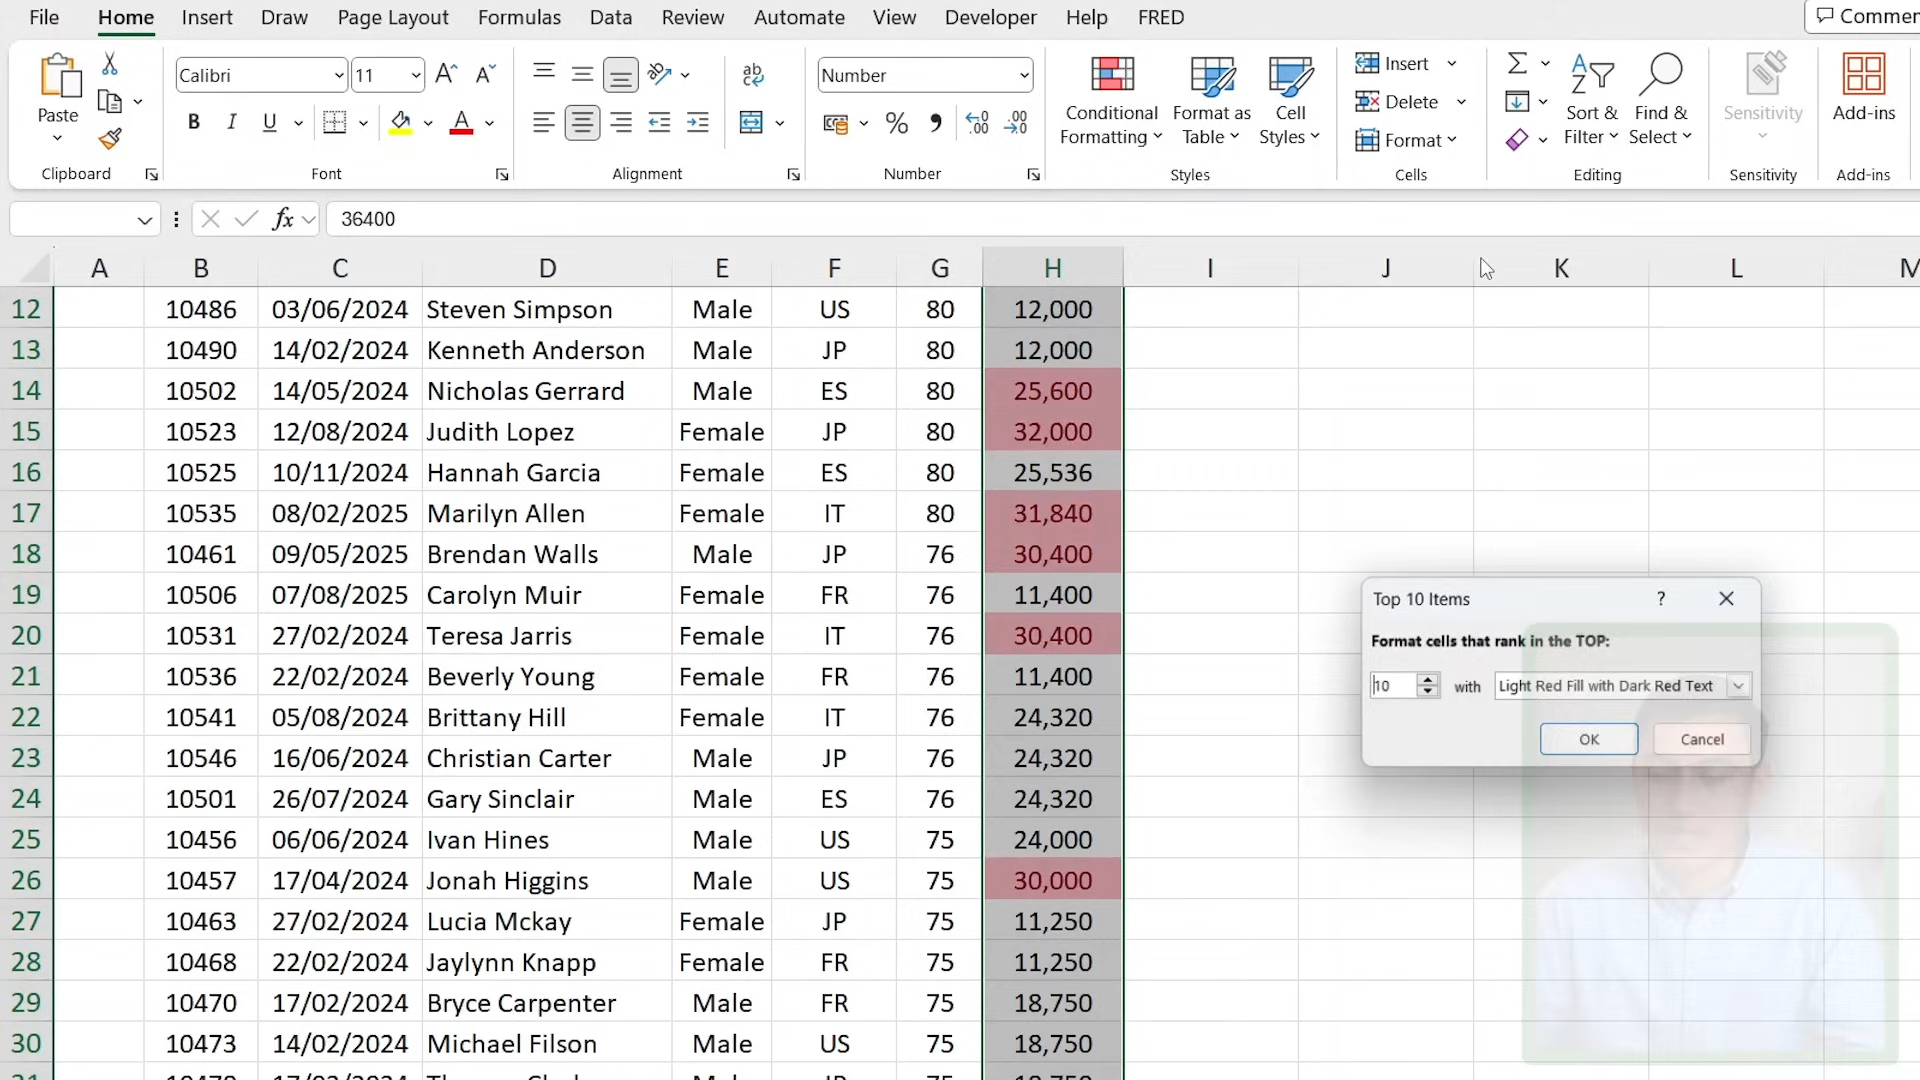 File Home Insert Draw Page Layout Formulas Data Review Automate View Developer Help FRED
Paste
Clipboard
Calibri 11
B I U
Font
ab
Alignment
Number
%
Number
Conditional Formatting
Format as Table
Cell Styles
Styles
Insert
Delete
Format
Cells
Sort & Filter
Find & Select
Editing
Sensitivity
Sensitivity
Add-ins
Add-ins
fx 36400
A B C D E F G H I J K L
12 10486 03/06/2024 Steven Simpson Male US 80 12,000
13 10490 14/02/2024 Kenneth Anderson Male JP 80 12,000
14 10502 14/05/2024 Nicholas Gerrard Male ES 80 25,600
15 10523 12/08/2024 Judith Lopez Female JP 80 32,000
16 10525 10/11/2024 Hannah Garcia Female ES 80 25,536
17 10535 08/02/2025 Marilyn Allen Female IT 80 31,840
18 10461 09/05/2025 Brendan Walls Male JP 76 30,400
19 10506 07/08/2025 Carolyn Muir Female FR 76 11,400
20 10531 27/02/2024 Teresa Jarris Female IT 76 30,400
21 10536 22/02/2024 Beverly Young Female FR 76 11,400
22 10541 05/08/2024 Brittany Hill Female IT 76 24,320
23 10546 16/06/2024 Christian Carter Male JP 76 24,320
24 10501 26/07/2024 Gary Sinclair Male ES 76 24,320
25 10456 06/06/2024 Ivan Hines Male US 75 24,000
26 10457 17/04/2024 Jonah Higgins Male US 75 30,000
27 10463 27/02/2024 Lucia Mckay Female JP 75 11,250
28 10468 22/02/2024 Jaylynn Knapp Female FR 75 11,250
29 10470 17/02/2024 Bryce Carpenter Male FR 75 18,750
30 10473 14/02/2024 Michael Filson Male US 75 18,750
Top 10 Items
Format cells that rank in the TOP:
10 with Light Red Fill with Dark Red Text
OK Cancel